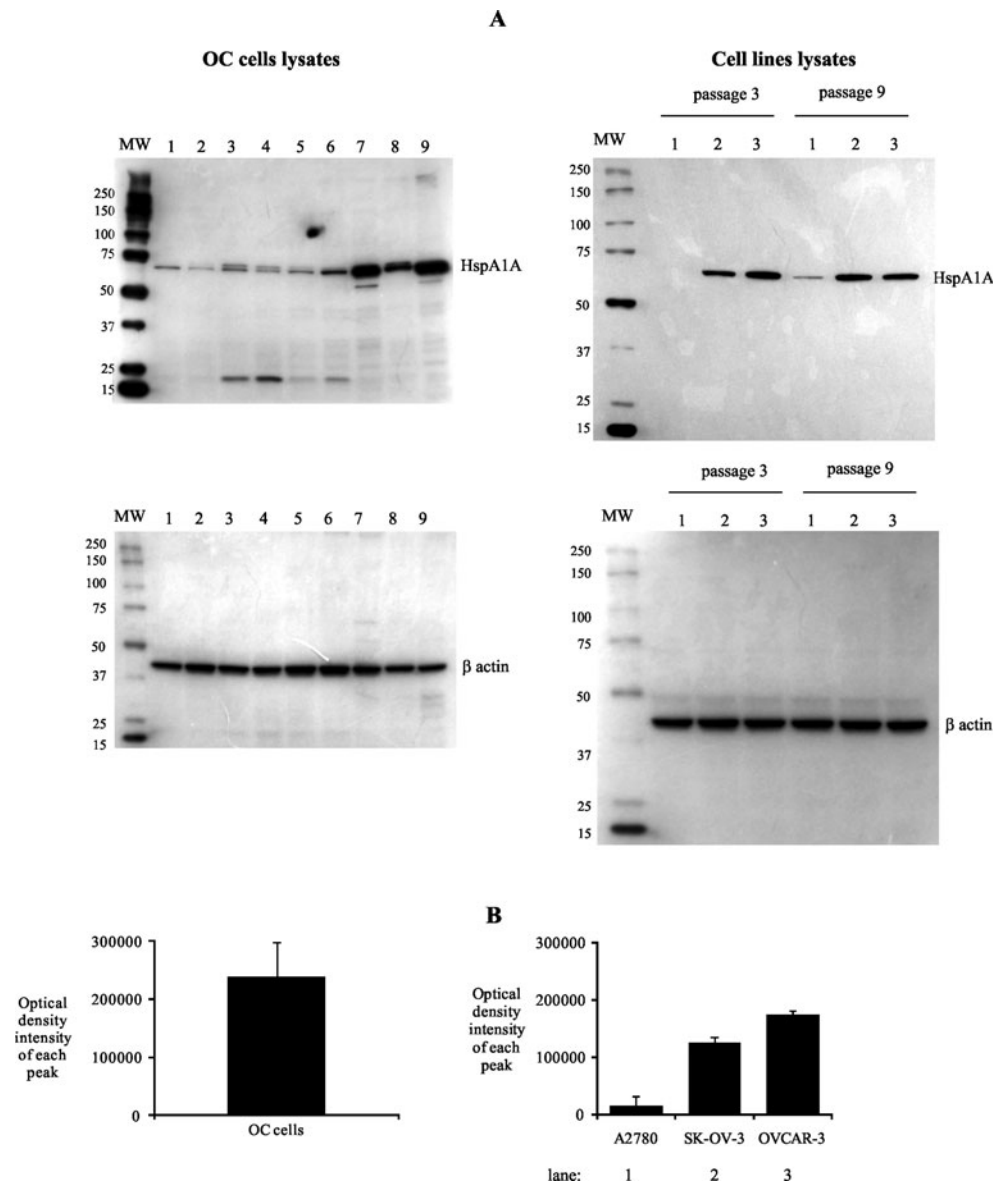 A
OC cells lysates
Cell lines lysates
passage 3 passage 9
MW 1 2 3 4 5 6 7 8 9
250
150
100
75
50
37
25
15
HspA1A
MW 1 2 3 1 2 3
250
150
100
75
50
37
25
15
HspA1A
MW 1 2 3 4 5 6 7 8 9
250
150
100
75
50
37
25
15
β actin
passage 3 passage 9
MW 1 2 3 1 2 3
250
150
100
75
50
37
25
15
β actin
B
Optical
density
intensity
of each
peak
300000
200000
100000
0
OC cells
Optical
density
intensity
of each
peak
300000
200000
100000
0
A2780 SK-OV-3 OVCAR-3
lane: 1 2 3